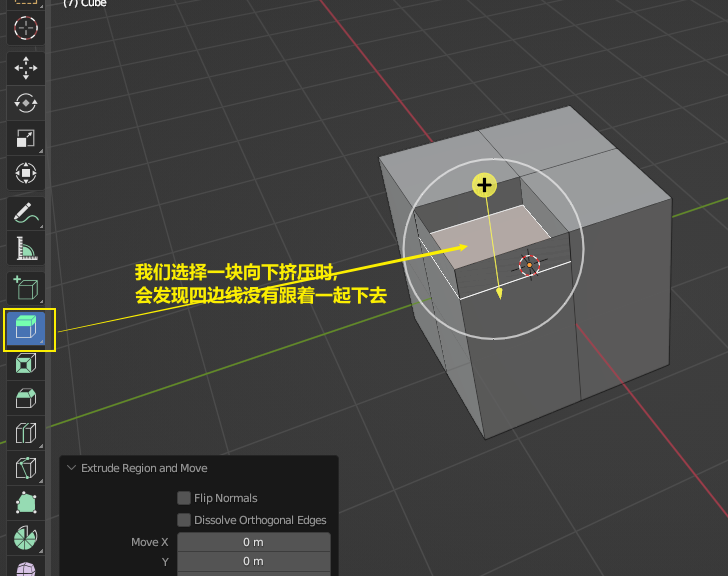 (7) Cube
我们选择一块向下挤压时,
会发现四边线没有跟着一起下去
Extrude Region and Move
Flip Normals
Dissolve Orthogonal Edges
Move X 0 m
Y 0 m